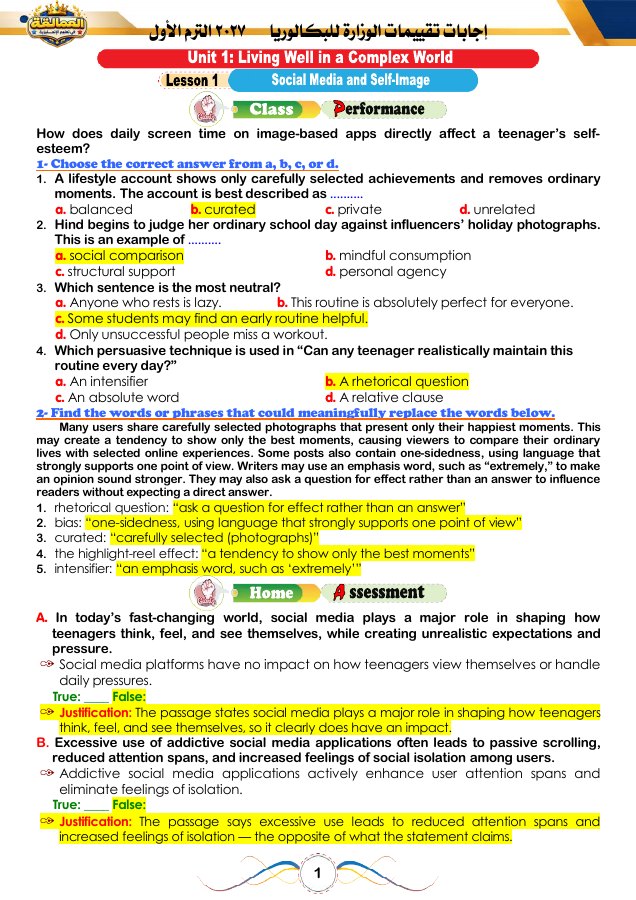 العمالقة
في تعلم الإنجليزية
إجابات تقييمات الوزارة للبكالوريا ٢٠٢٧ الترم الأول
Unit 1: Living Well in a Complex World
Lesson 1 Social Media and Self-Image
Class Performance
How does daily screen time on image-based apps directly affect a teenager’s self-
esteem?
1- Choose the correct answer from a, b, c, or d.
1. A lifestyle account shows only carefully selected achievements and removes ordinary
moments. The account is best described as ..........
a. balanced b. curated c. private d. unrelated
2. Hind begins to judge her ordinary school day against influencers’ holiday photographs.
This is an example of ..........
a. social comparison b. mindful consumption
c. structural support d. personal agency
3. Which sentence is the most neutral?
a. Anyone who rests is lazy. b. This routine is absolutely perfect for everyone.
c. Some students may find an early routine helpful.
d. Only unsuccessful people miss a workout.
4. Which persuasive technique is used in “Can any teenager realistically maintain this
routine every day?”
a. An intensifier b. A rhetorical question
c. An absolute word d. A relative clause
2- Find the words or phrases that could meaningfully replace the words below.
Many users share carefully selected photographs that present only their happiest moments. This
may create a tendency to show only the best moments, causing viewers to compare their ordinary
lives with selected online experiences. Some posts also contain one-sidedness, using language that
strongly supports one point of view. Writers may use an emphasis word, such as “extremely,” to make
an opinion sound stronger. They may also ask a question for effect rather than an answer to influence
readers without expecting a direct answer.
1. rhetorical question: “ask a question for effect rather than an answer”
2. bias: “one-sidedness, using language that strongly supports one point of view”
3. curated: “carefully selected (photographs)”
4. the highlight-reel effect: “a tendency to show only the best moments”
5. intensifier: “an emphasis word, such as ‘extremely’”
Home Assessment
A. In today’s fast-changing world, social media plays a major role in shaping how
teenagers think, feel, and see themselves, while creating unrealistic expectations and
pressure.
Social media platforms have no impact on how teenagers view themselves or handle
daily pressures.
True: ____ False:
Justification: The passage states social media plays a major role in shaping how teenagers
think, feel, and see themselves, so it clearly does have an impact.
B. Excessive use of addictive social media applications often leads to passive scrolling,
reduced attention spans, and increased feelings of social isolation among users.
Addictive social media applications actively enhance user attention spans and
eliminate feelings of isolation.
True: ____ False:
Justification: The passage says excessive use leads to reduced attention spans and
increased feelings of isolation — the opposite of what the statement claims.
1